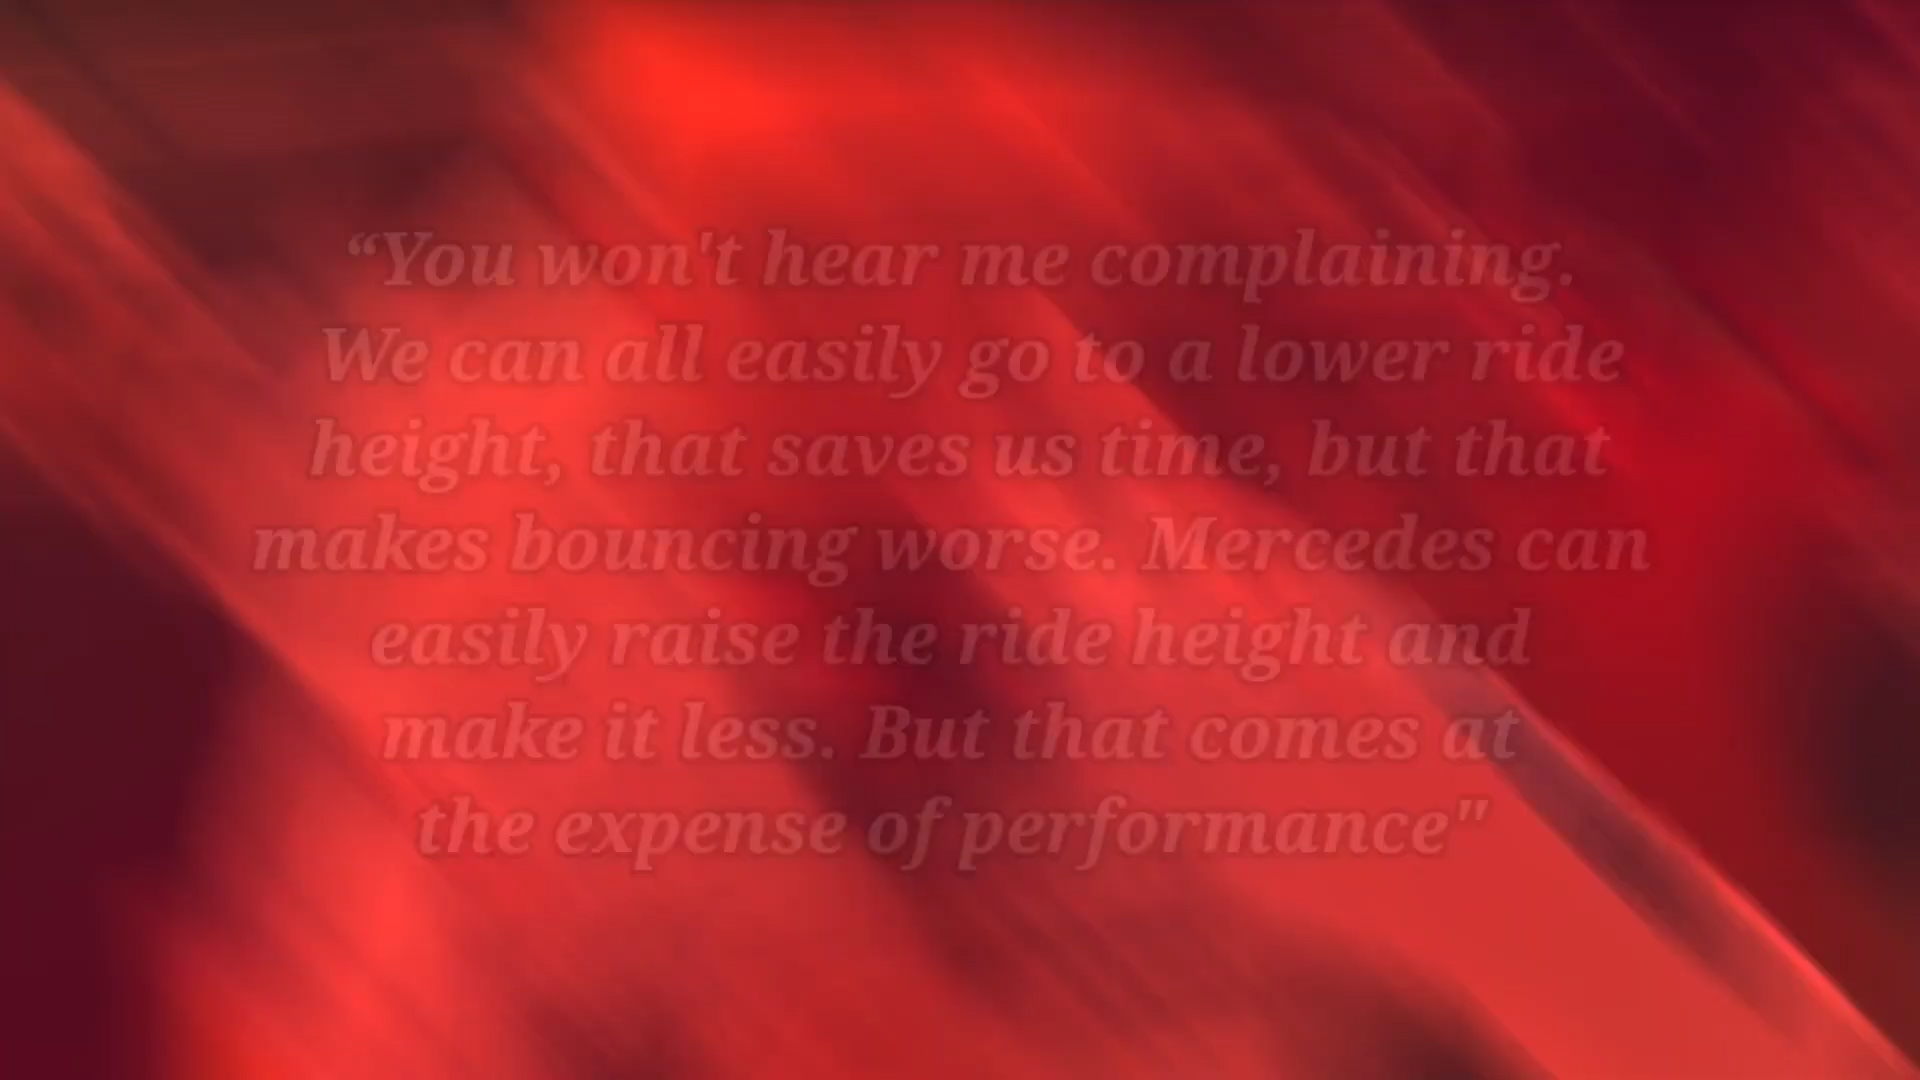 “You won't hear me complaining.
We can all easily go to a lower ride
height, that saves us time, but that
makes bouncing worse. Mercedes can
easily raise the ride height and
make it less. But that comes at
the expense of performance"